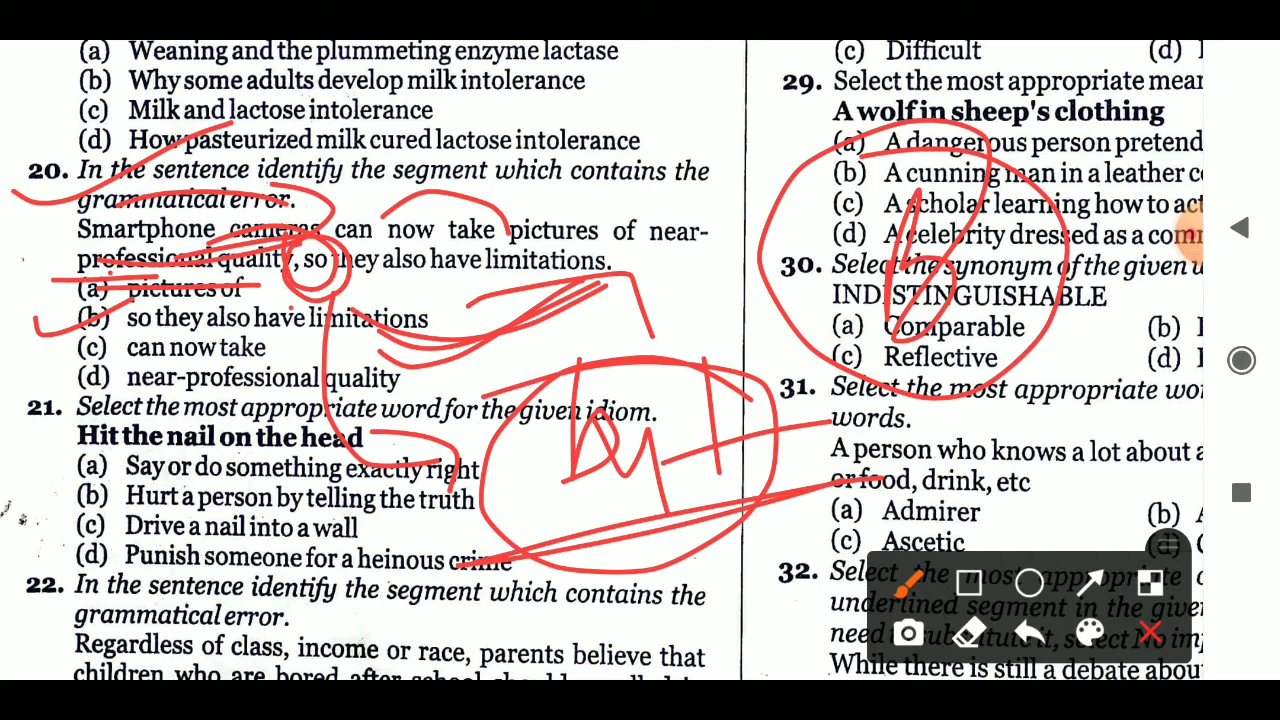 (a) Weaning and the plummeting enzyme lactase
(b) Why some adults develop milk intolerance
(c) Milk and lactose intolerance
(d) How pasteurized milk cured lactose intolerance
20. In the sentence identify the segment which contains the
grammatical error.
Smartphone cameras can now take pictures of near-
professional quality, so they also have limitations.
(a) pictures of
(b) so they also have limitations
(c) can now take
(d) near-professional quality
21. Select the most appropriate word for the given idiom.
Hit the nail on the head
(a) Say or do something exactly right
(b) Hurt a person by telling the truth
(c) Drive a nail into a wall
(d) Punish someone for a heinous crime
22. In the sentence identify the segment which contains the
grammatical error.
Regardless of class, income or race, parents believe that
children who are bored after school should
but
(c) Difficult (d)
29. Select the most appropriate
A wolf in sheep's clothing
(a) A dangerous person
(b) A cunning man in a leather
(c) A scholar learning how to act
(d) A celebrity dressed as a
b
30. Select the synonym of the given
INDISTINGUISHABLE
(a) Comparable (b)
(c) Reflective (d)
31. Select the most appropriate
words.
A person who knows a lot about
or food, drink, etc
(a) Admirer (b)
(c) Ascetic (d)
32. Select the most appropriate
underlined segment in the
need substitute it, select No
While there is still a debate